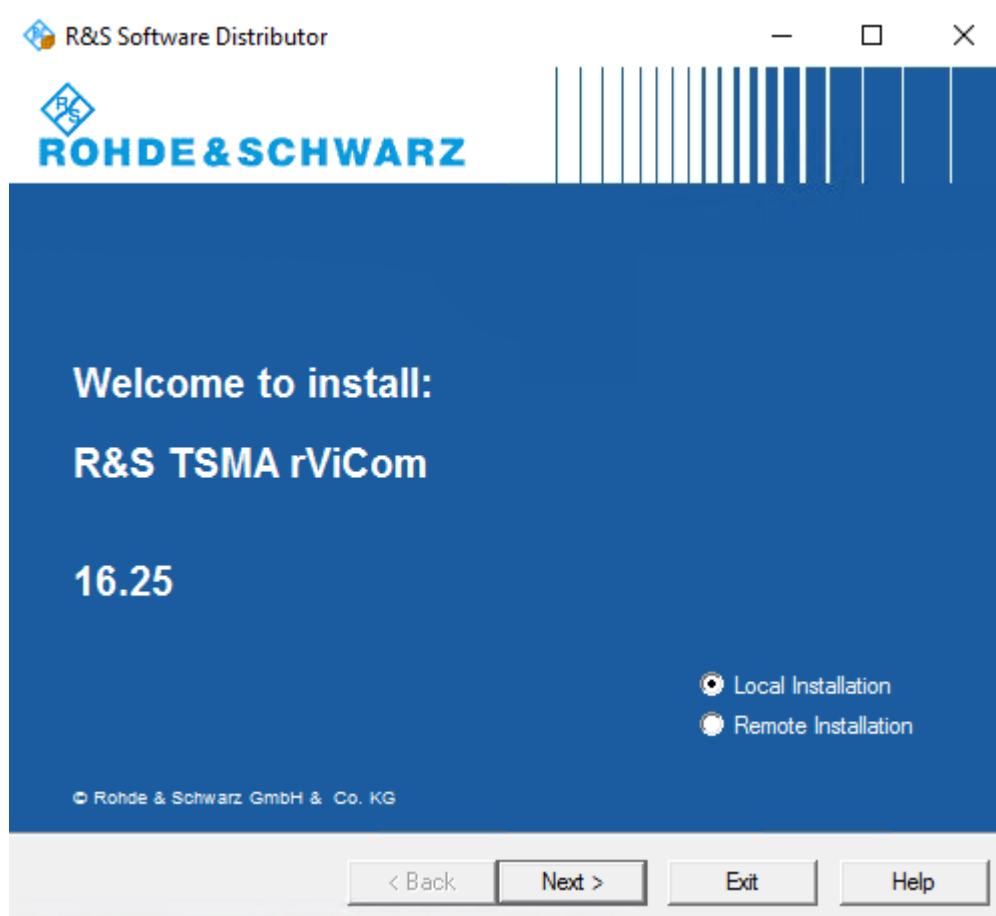 R&S Software Distributor
R&S
ROHDE&SCHWARZ
Welcome to install:
R&S TSMA rViCom
16.25
Local Installation
Remote Installation
© Rohde & Schwarz GmbH & Co. KG
< Back
Next >
Exit
Help